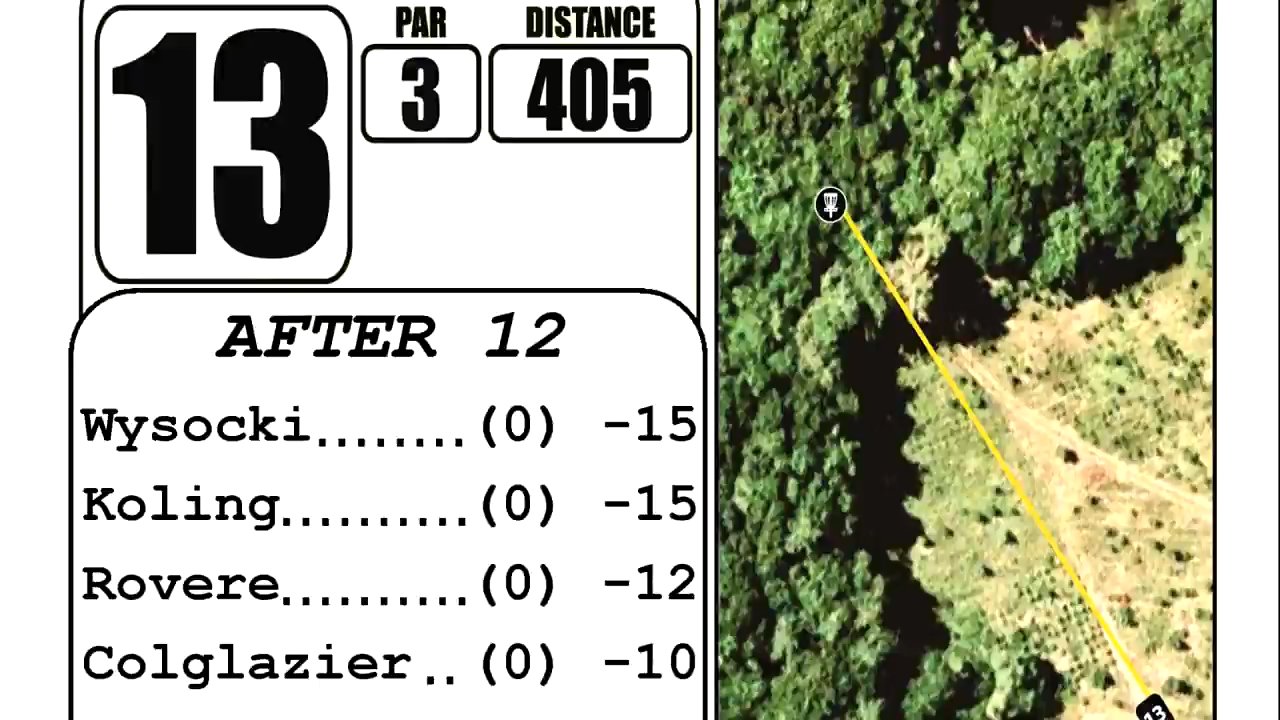 13
PAR
3
DISTANCE
405
AFTER 12
Wysocki........(0) -15
Koling..........(0) -15
Rovere..........(0) -12
Colglazier..(0) -10
13